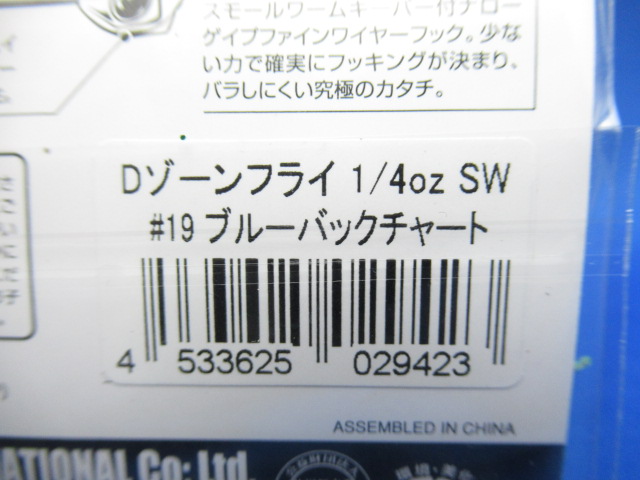 スモールワームキーパー付ナロー
ゲイプファインワイヤーフック。少な
い力で確実にフッキングが決まり、
バラしにくい究極のカタチ。
Dゾーンフライ 1/4oz SW
#19 ブルーバックチャート
4 533625 029423
ASSEMBLED IN CHINA
NATIONAL Co: Ltd.